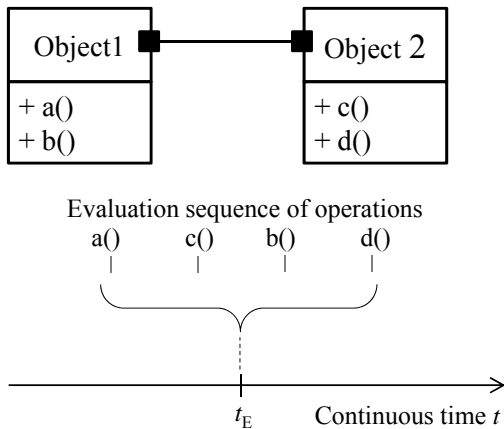 Object1
Object 2
+ a()
+ b()
+ c()
+ d()
Evaluation sequence of operations
a() c() b() d()
tE
Continuous time t